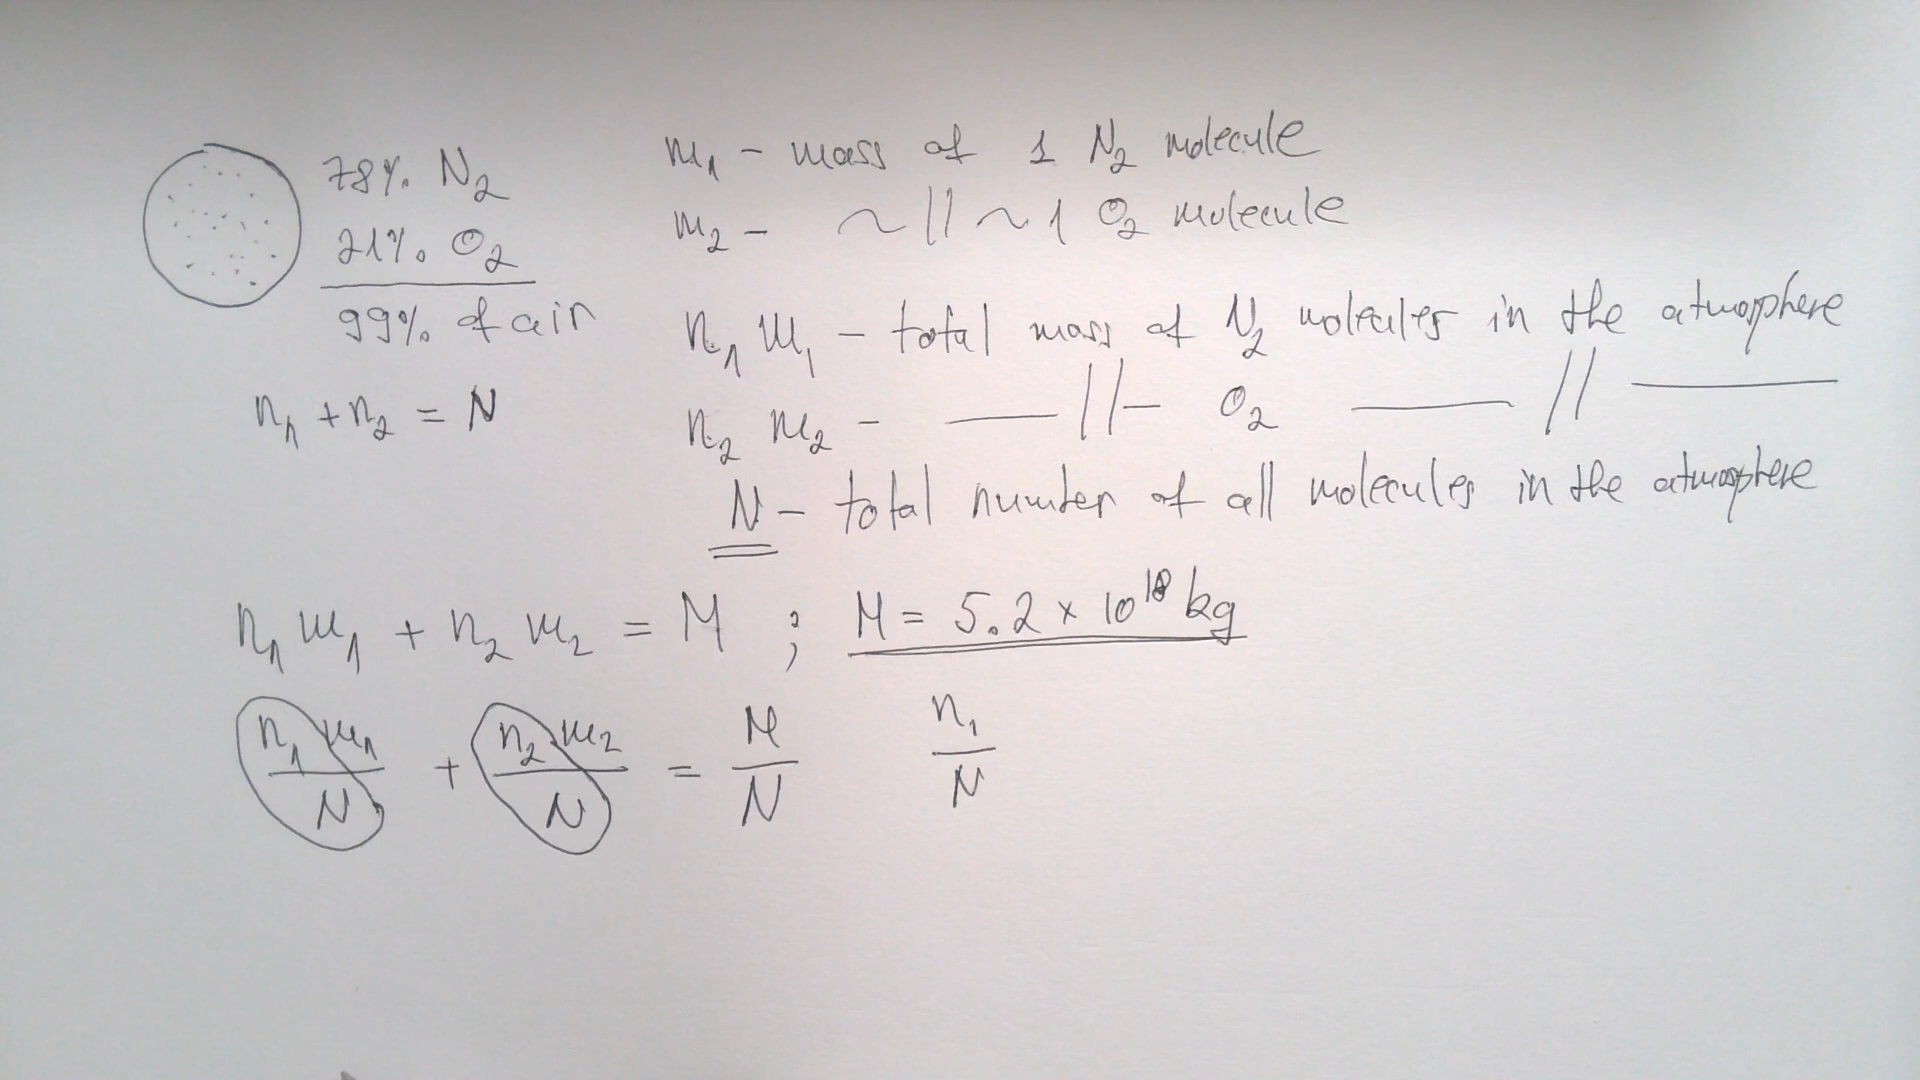 78% N₂
21% O₂
99% of air
n₁ + n₂ = N
m₁ - mass of 1 N₂ molecule
m₂ - ~ // ~ 1 O₂ molecule
n₁ m₁ - total mass of N₂ molecules in the atmosphere
n₂ m₂ - — // — O₂ — // —
N - total number of all molecules in the atmosphere
n₁ m₁ + n₂ m₂ = M ; M = 5.2 × 10¹⁸ kg
n₁ m₁ / N + n₂ m₂ / N = M / N
n₁ / N